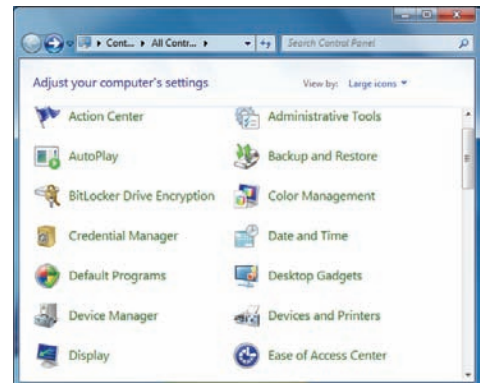 Cont... All Contr... Search Control Panel
Adjust your computer's settings View by: Large icons
Action Center Administrative Tools
AutoPlay Backup and Restore
BitLocker Drive Encryption Color Management
Credential Manager Date and Time
Default Programs Desktop Gadgets
Device Manager Devices and Printers
Display Ease of Access Center